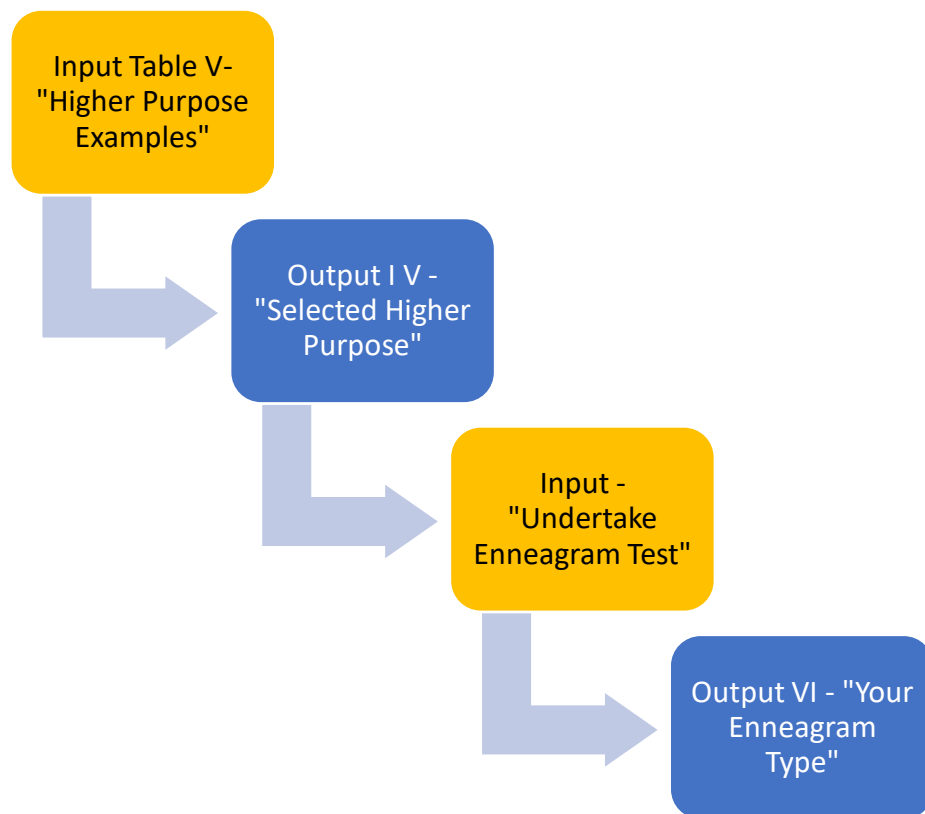 Input Table V-
"Higher Purpose
Examples"
Output I V -
"Selected Higher
Purpose"
Input -
"Undertake
Enneagram Test"
Output VI - "Your
Enneagram
Type"